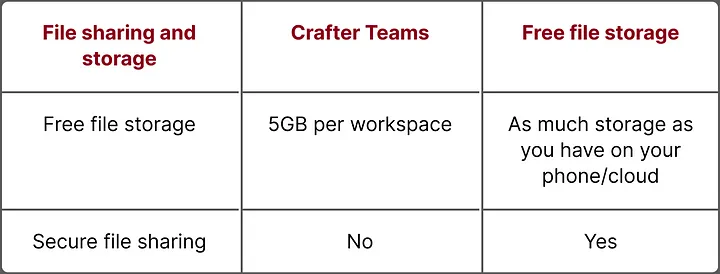 File sharing and
storage
Crafter Teams
Free file storage
Free file storage
5GB per workspace
As much storage as
you have on your
phone/cloud
Secure file sharing
No
Yes